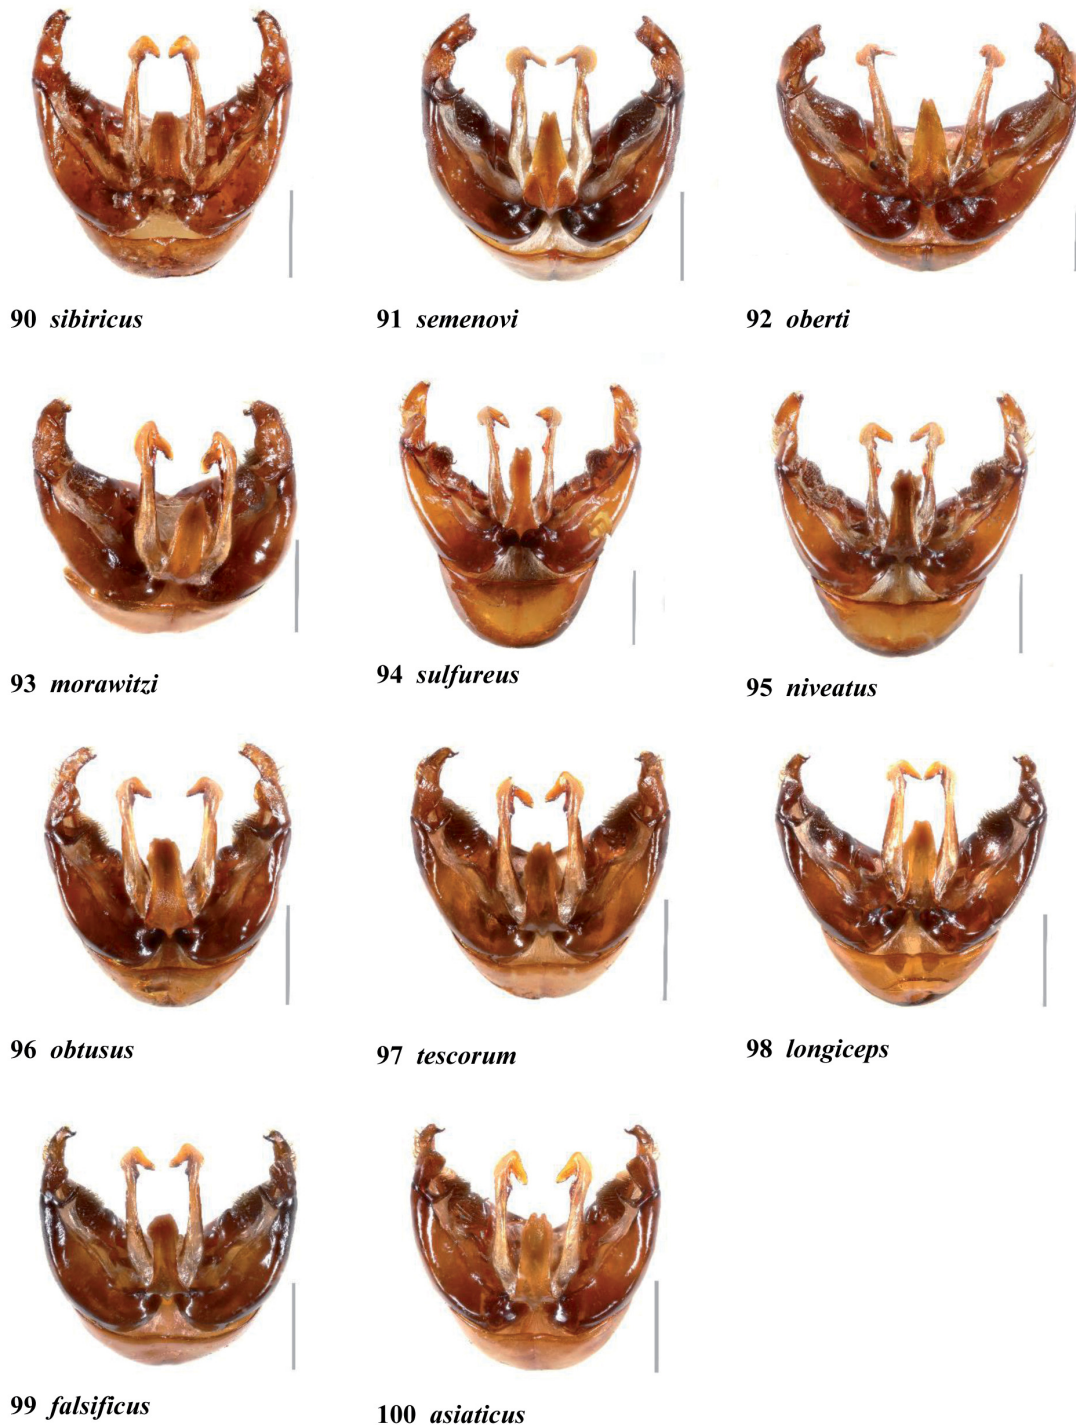 90 sibiricus
91 semenovi
92 oberti
93 morawitzi
94 sulfureus
95 niveatus
96 obtusus
97 tescorum
98 longiceps
99 falsificus
100 asiaticus